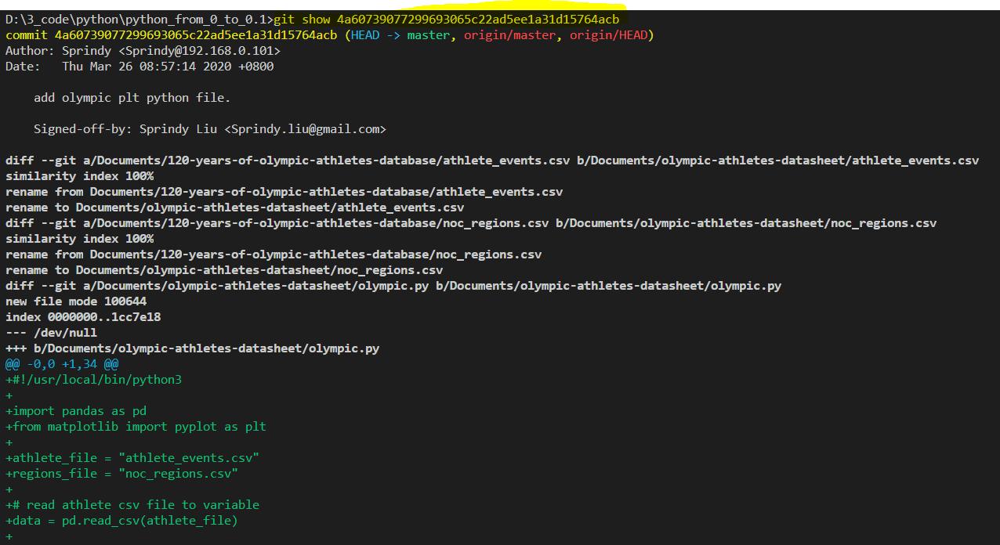 D:\3_code\python\python_from_0_to_0.1>git show 4a60739077299693065c22ad5ee1a31d15764acb
commit 4a60739077299693065c22ad5ee1a31d15764acb (HEAD -> master, origin/master, origin/HEAD)
Author: Sprindy <Sprindy@192.168.0.101>
Date:   Thu Mar 26 08:57:14 2020 +0800
    add olympic plt python file.
    Signed-off-by: Sprindy Liu <Sprindy.liu@gmail.com>
diff --git a/Documents/120-years-of-olympic-athletes-database/athlete_events.csv b/Documents/olympic-athletes-datasheet/athlete_events.csv
similarity index 100%
rename from Documents/120-years-of-olympic-athletes-database/athlete_events.csv
rename to Documents/olympic-athletes-datasheet/athlete_events.csv
diff --git a/Documents/120-years-of-olympic-athletes-database/noc_regions.csv b/Documents/olympic-athletes-datasheet/noc_regions.csv
similarity index 100%
rename from Documents/120-years-of-olympic-athletes-database/noc_regions.csv
rename to Documents/olympic-athletes-datasheet/noc_regions.csv
diff --git a/Documents/olympic-athletes-datasheet/olympic.py b/Documents/olympic-athletes-datasheet/olympic.py
new file mode 100644
index 0000000..1cc7e18
--- /dev/null
+++ b/Documents/olympic-athletes-datasheet/olympic.py
@@ -0,0 +1,34 @@
+#!/usr/local/bin/python3
+
+import pandas as pd
+from matplotlib import pyplot as plt
+
+athlete_file = "athlete_events.csv"
+regions_file = "noc_regions.csv"
+
+# read athlete csv file to variable
+data = pd.read_csv(athlete_file)
+